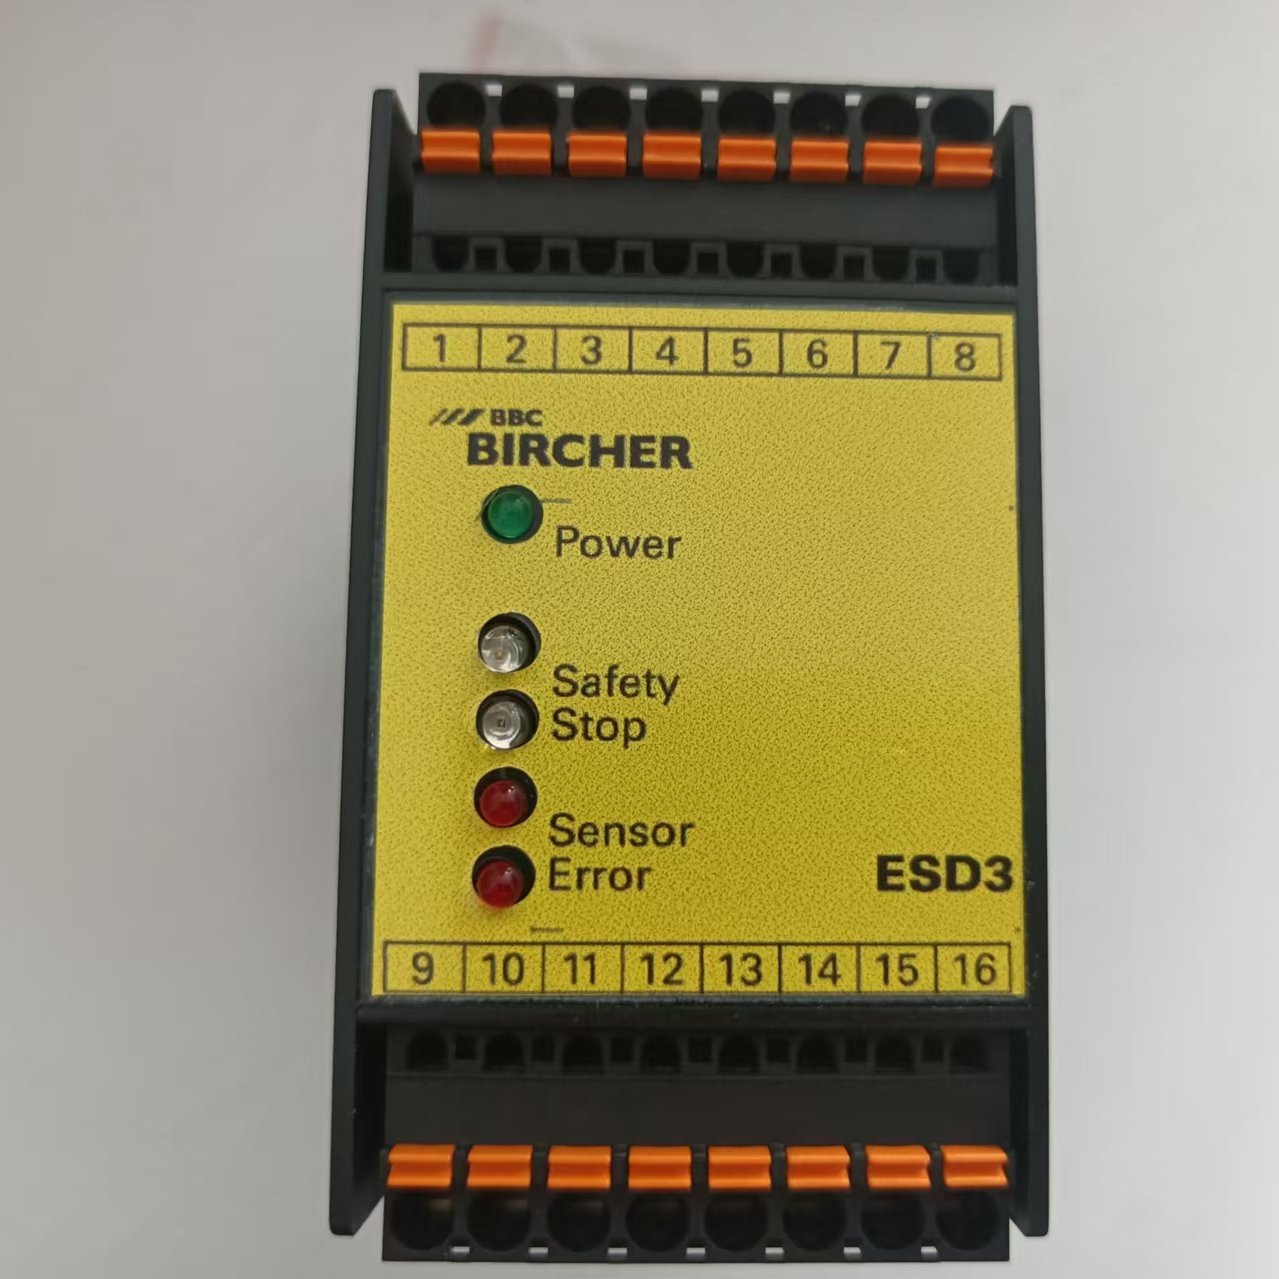 1 2 3 4 5 6 7 8
BBC
BIRCHER
Power
Safety
Stop
Sensor
Error
ESD3
9 10 11 12 13 14 15 16